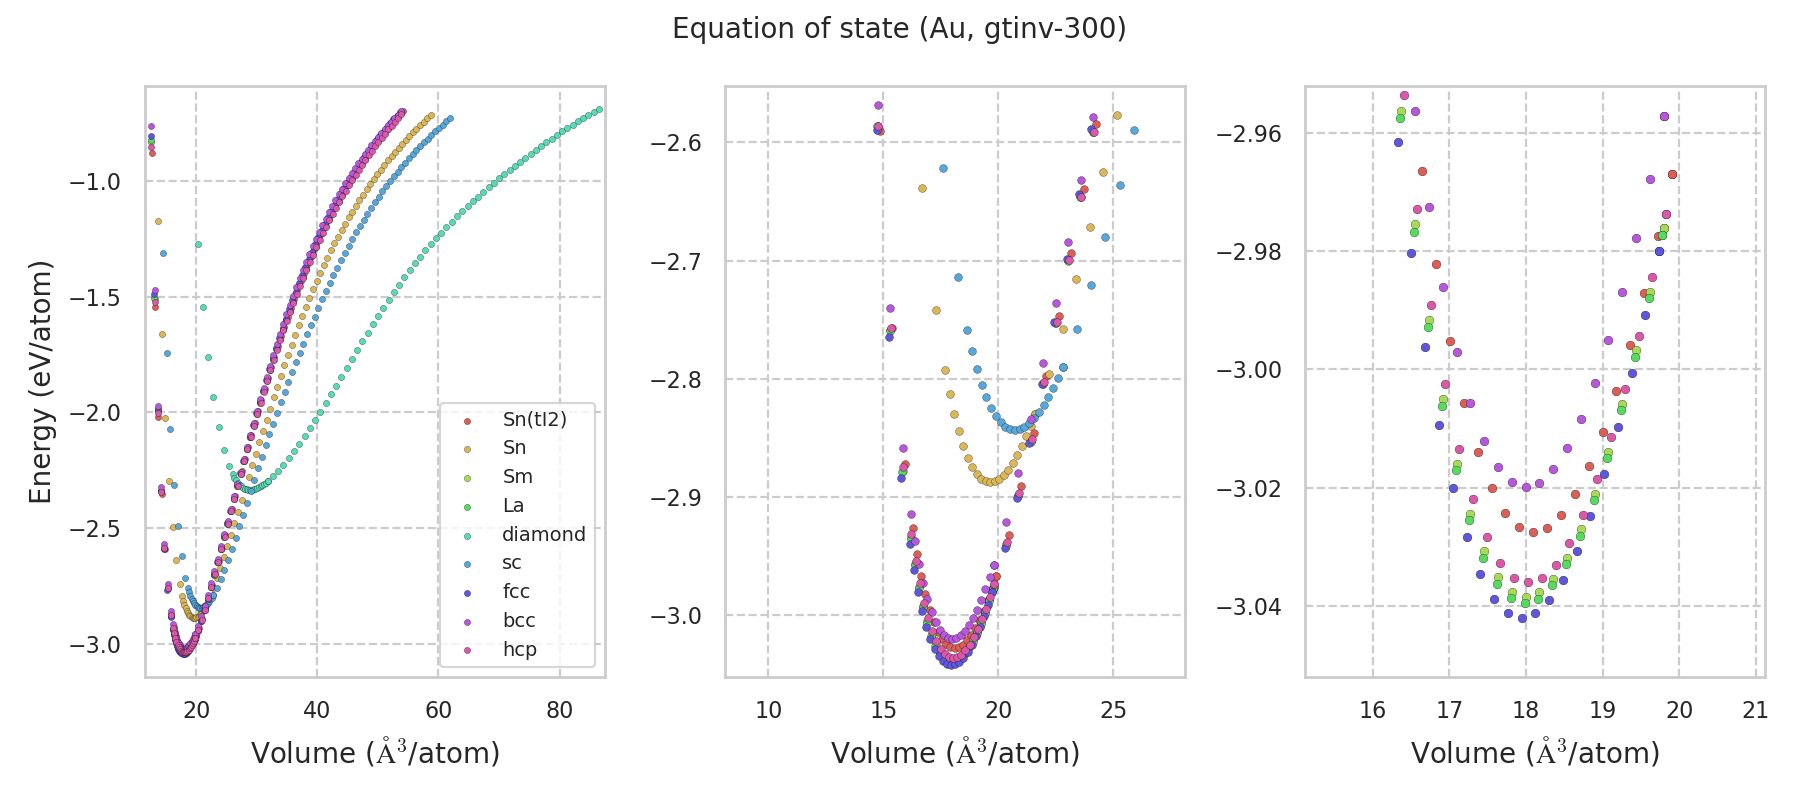 Equation of state (Au, gtinv-300)
Energy (eV/atom)
−1.0
−1.5
−2.0
−2.5
−3.0
20
40
60
80
Volume (Å³/atom)
Sn(tI2)
Sn
Sm
La
diamond
sc
fcc
bcc
hcp
−2.6
−2.7
−2.8
−2.9
−3.0
10
15
20
25
Volume (Å³/atom)
−2.96
−2.98
−3.00
−3.02
−3.04
16
17
18
19
20
21
Volume (Å³/atom)